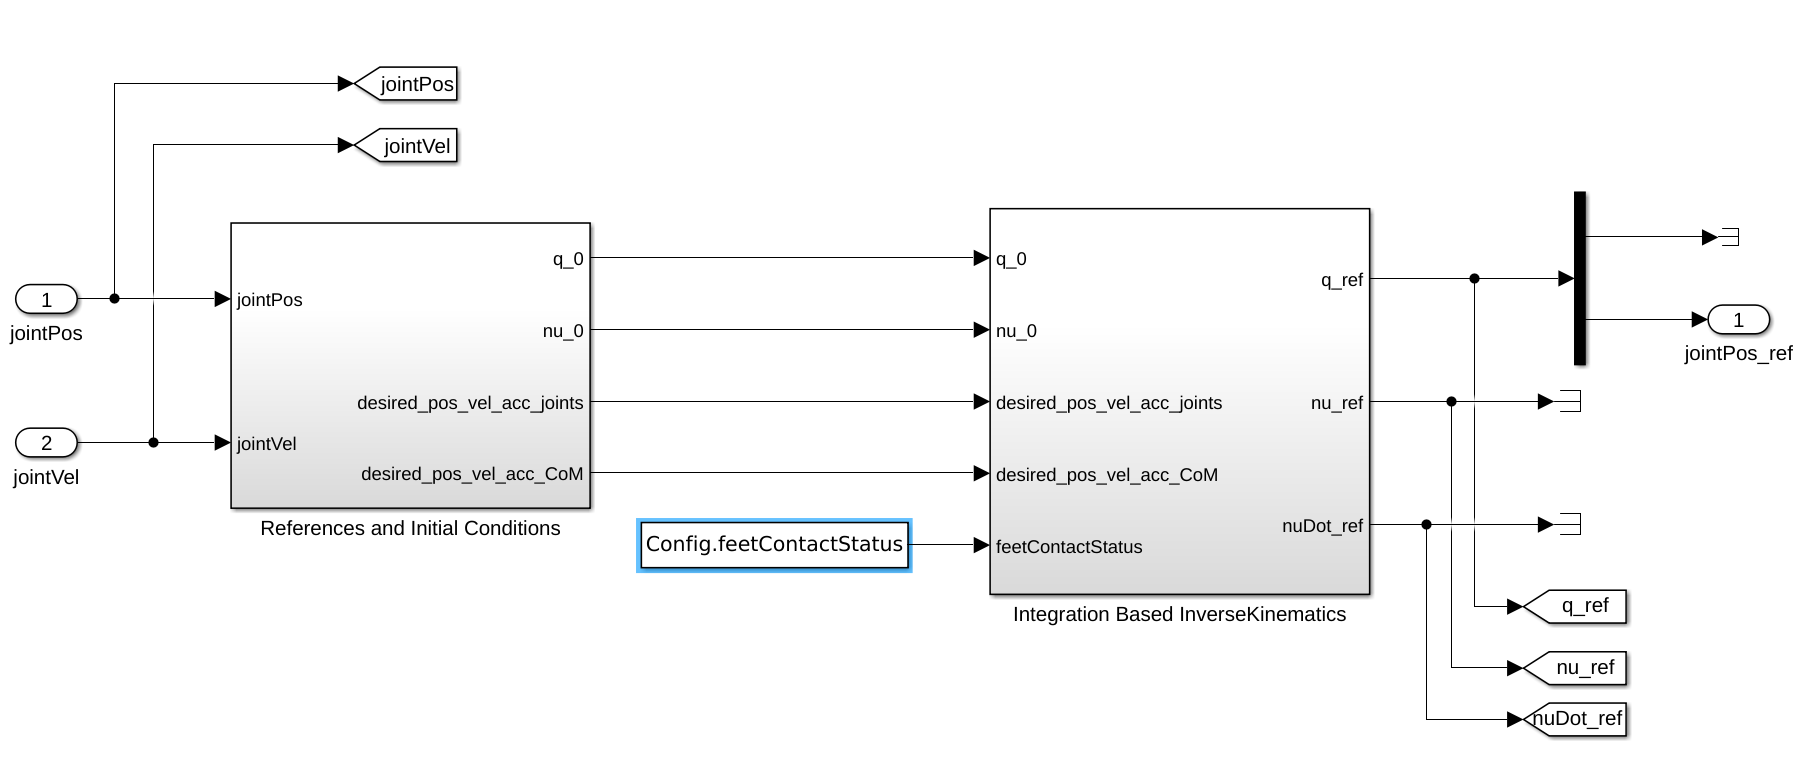 jointPos
jointVel
1
jointPos
2
jointVel
jointPos
jointVel
q_0
nu_0
desired_pos_vel_acc_joints
desired_pos_vel_acc_CoM
References and Initial Conditions
Config.feetContactStatus
q_0
nu_0
desired_pos_vel_acc_joints
desired_pos_vel_acc_CoM
feetContactStatus
q_ref
nu_ref
nuDot_ref
Integration Based InverseKinematics
1
jointPos_ref
q_ref
nu_ref
nuDot_ref